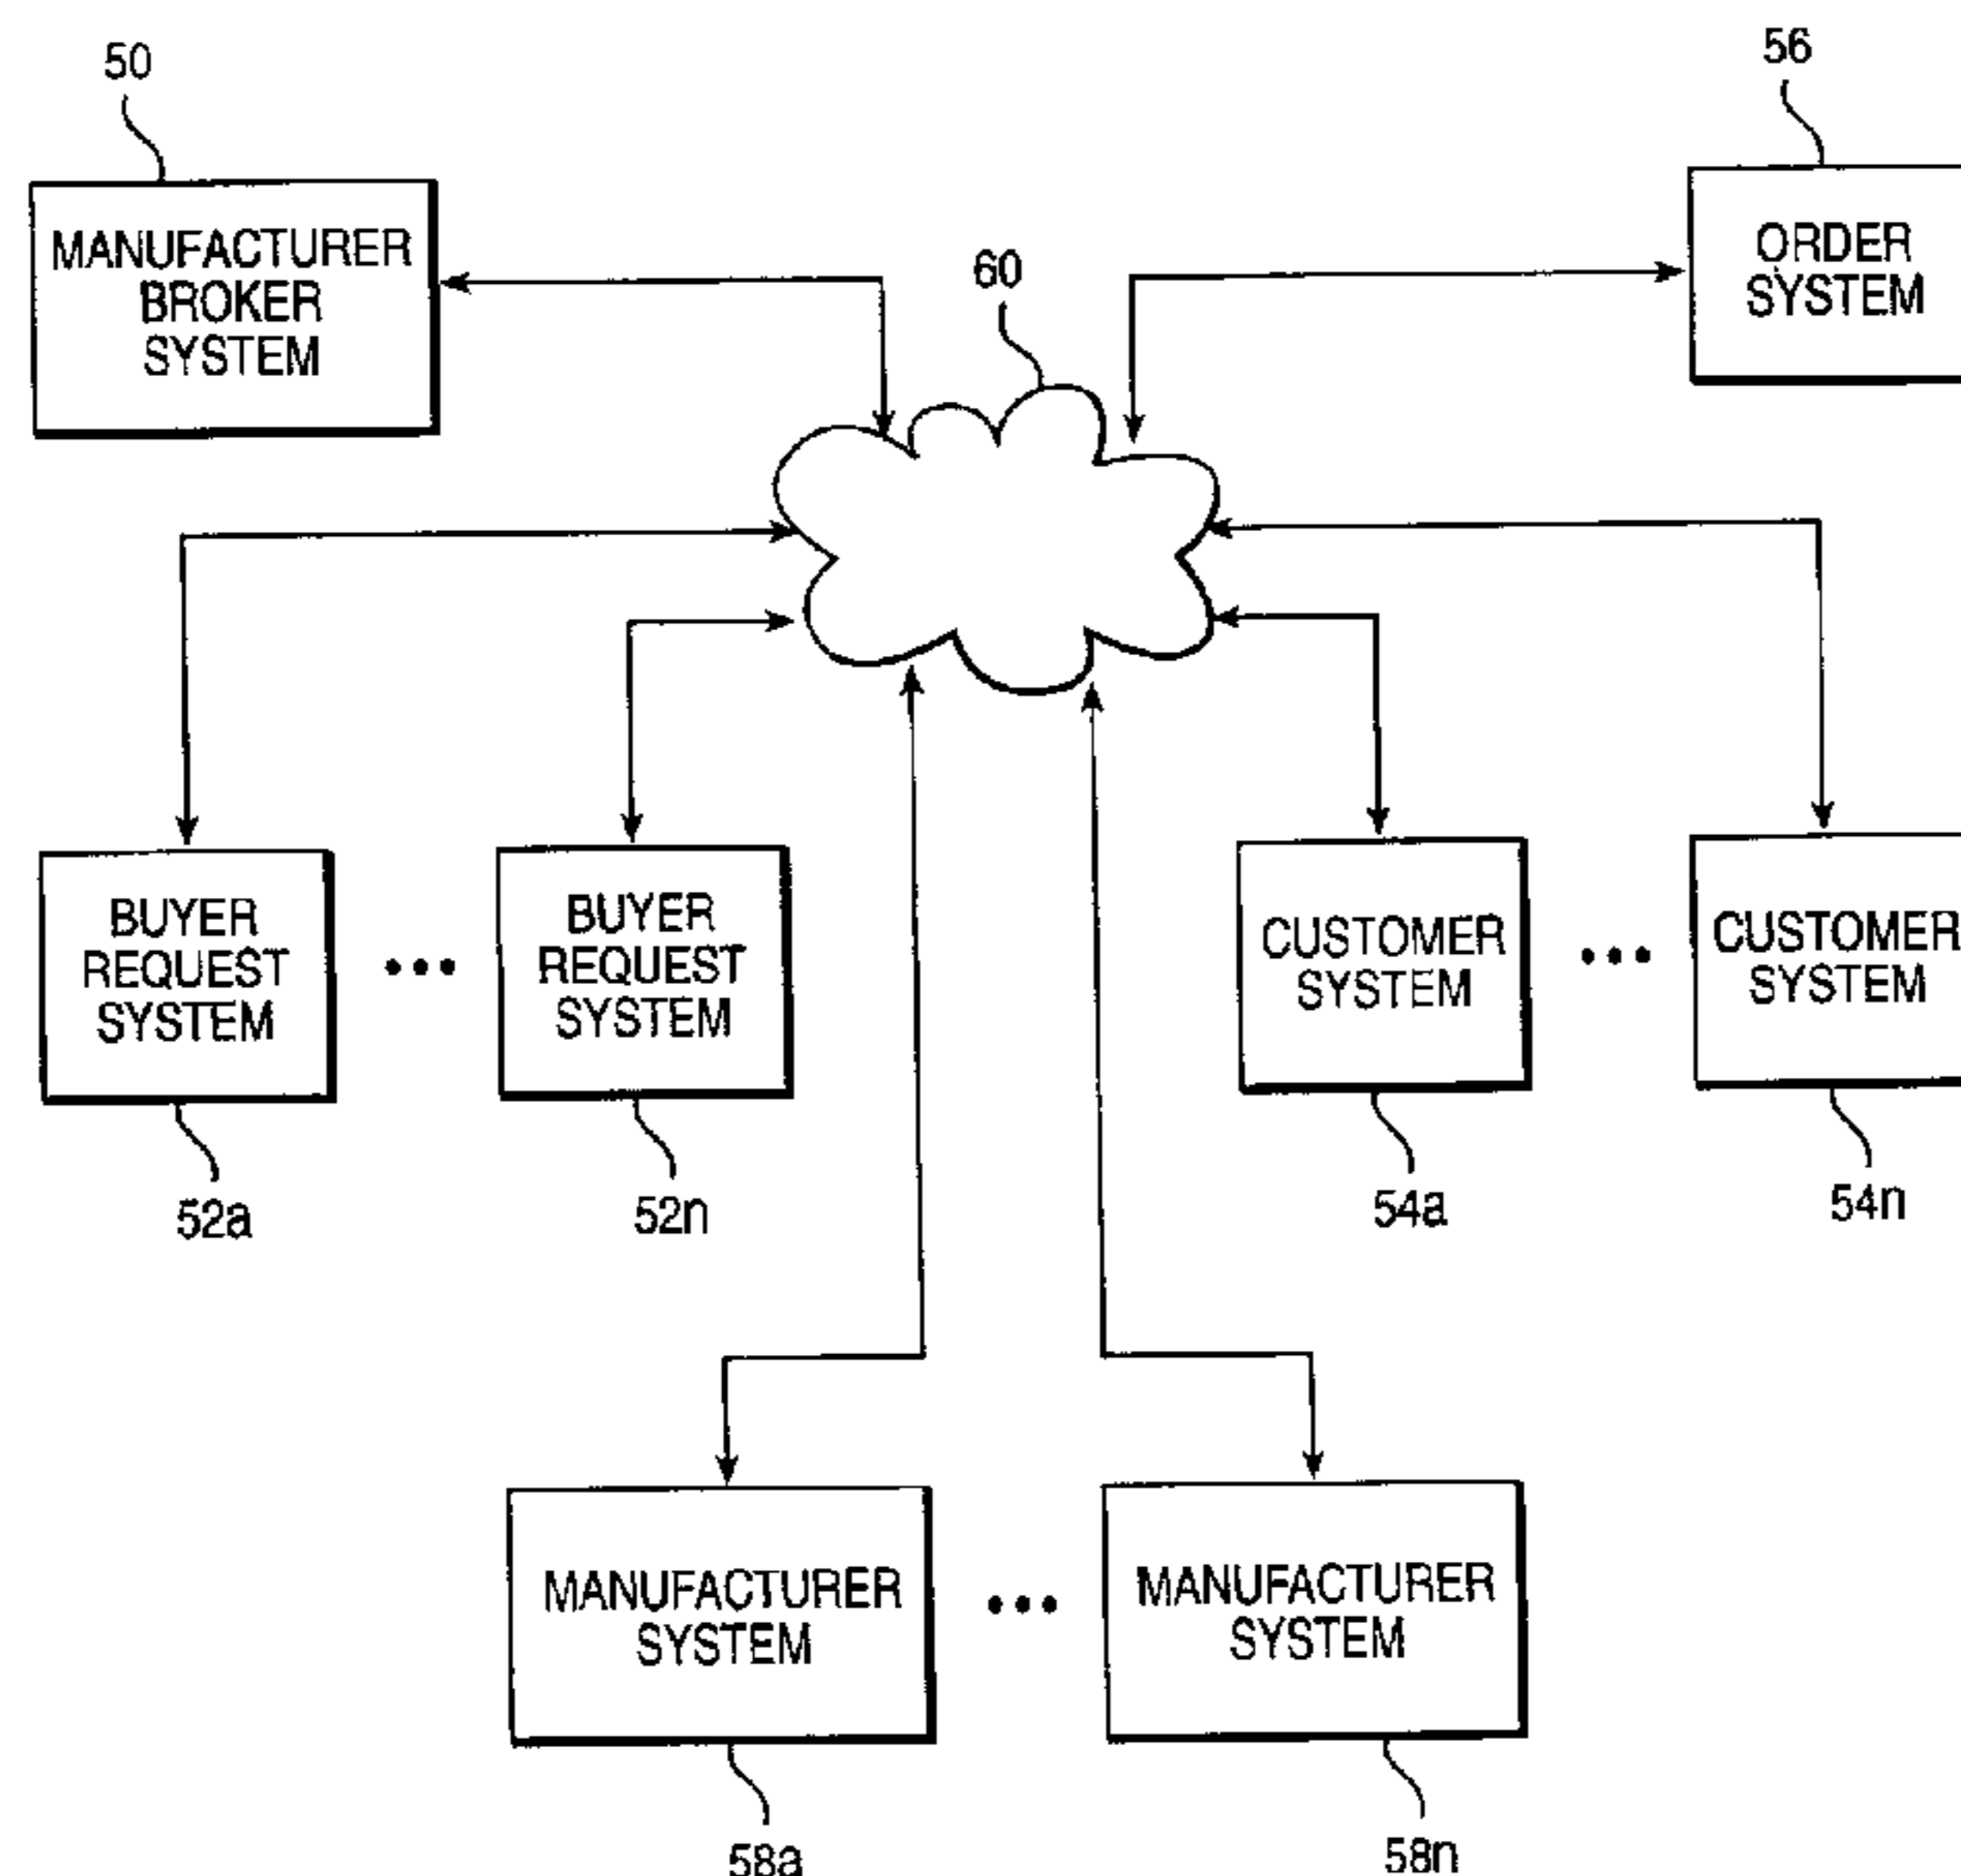 50
56
MANUFACTURER
BROKER
SYSTEM
60
ORDER
SYSTEM
BUYER
REQUEST
SYSTEM
BUYER
REQUEST
SYSTEM
CUSTOMER
SYSTEM
CUSTOMER
SYSTEM
52a
52n
54a
54n
MANUFACTURER
SYSTEM
MANUFACTURER
SYSTEM
58a
58n